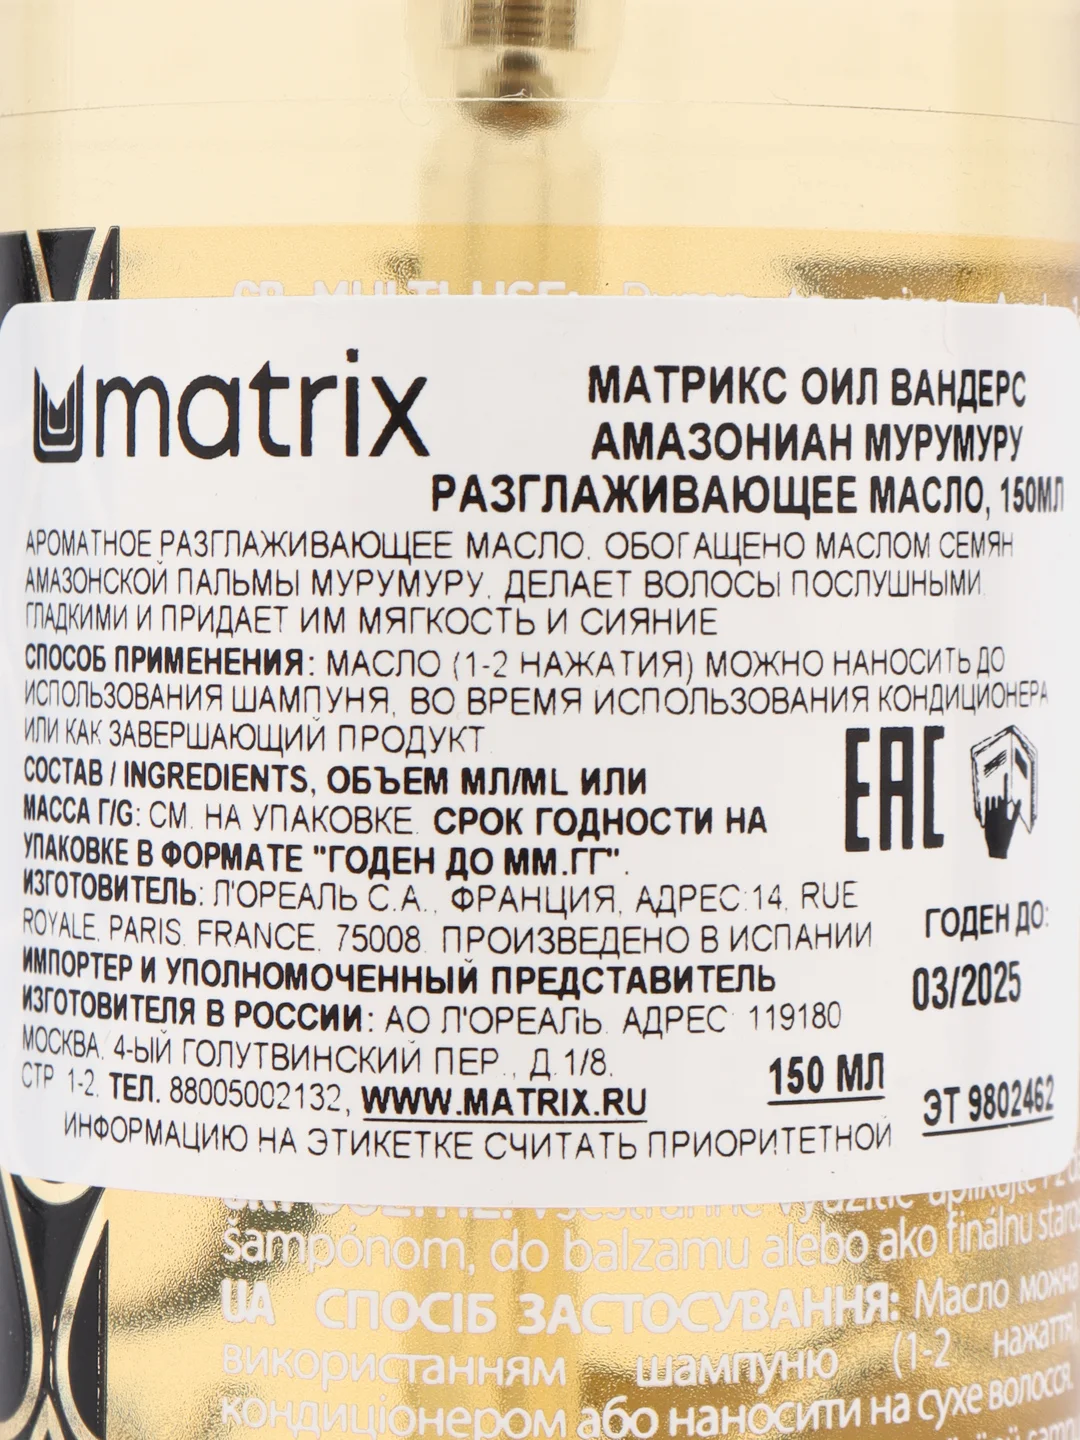 MULTI-USE:
matrix
МАТРИКС ОИЛ ВАНДЕРС
АМАЗОНИАН МУРУМУРУ
РАЗГЛАЖИВАЮЩЕЕ МАСЛО, 150МЛ
АРОМАТНОЕ РАЗГЛАЖИВАЮЩЕЕ МАСЛО. ОБОГАЩЕНО МАСЛОМ СЕМЯН
АМАЗОНСКОЙ ПАЛЬМЫ МУРУМУРУ. ДЕЛАЕТ ВОЛОСЫ ПОСЛУШНЫМИ,
ГЛАДКИМИ И ПРИДАЕТ ИМ МЯГКОСТЬ И СИЯНИЕ
СПОСОБ ПРИМЕНЕНИЯ: МАСЛО (1-2 НАЖАТИЯ) МОЖНО НАНОСИТЬ ДО
ИСПОЛЬЗОВАНИЯ ШАМПУНЯ, ВО ВРЕМЯ ИСПОЛЬЗОВАНИЯ КОНДИЦИОНЕРА
ИЛИ КАК ЗАВЕРШАЮЩИЙ ПРОДУКТ
СОСТАВ / INGREDIENTS, ОБЪЕМ МЛ/ML ИЛИ
МАССА Г/G: СМ. НА УПАКОВКЕ. СРОК ГОДНОСТИ НА
УПАКОВКЕ В ФОРМАТЕ "ГОДЕН ДО ММ.ГГ".
ИЗГОТОВИТЕЛЬ: Л'ОРЕАЛЬ С.А., ФРАНЦИЯ, АДРЕС:14, RUE
ROYALE, PARIS, FRANCE, 75008. ПРОИЗВЕДЕНО В ИСПАНИИ
ИМПОРТЕР И УПОЛНОМОЧЕННЫЙ ПРЕДСТАВИТЕЛЬ
ИЗГОТОВИТЕЛЯ В РОССИИ: АО Л'ОРЕАЛЬ. АДРЕС: 119180
МОСКВА, 4-ЫЙ ГОЛУТВИНСКИЙ ПЕР., Д.1/8,
СТР. 1-2. ТЕЛ. 88005002132, WWW.MATRIX.RU
ИНФОРМАЦИЮ НА ЭТИКЕТКЕ СЧИТАТЬ ПРИОРИТЕТНОЙ
EAC
ГОДЕН ДО:
03/2025
150 МЛ
ЭТ 9802462
šampónom, do balzamu alebo ako finálnu
UA СПОСІБ ЗАСТОСУВАННЯ: Масло можна
використанням шампуню (1-2 нажаття)
кондиціонером або наносити на сухе волосся.